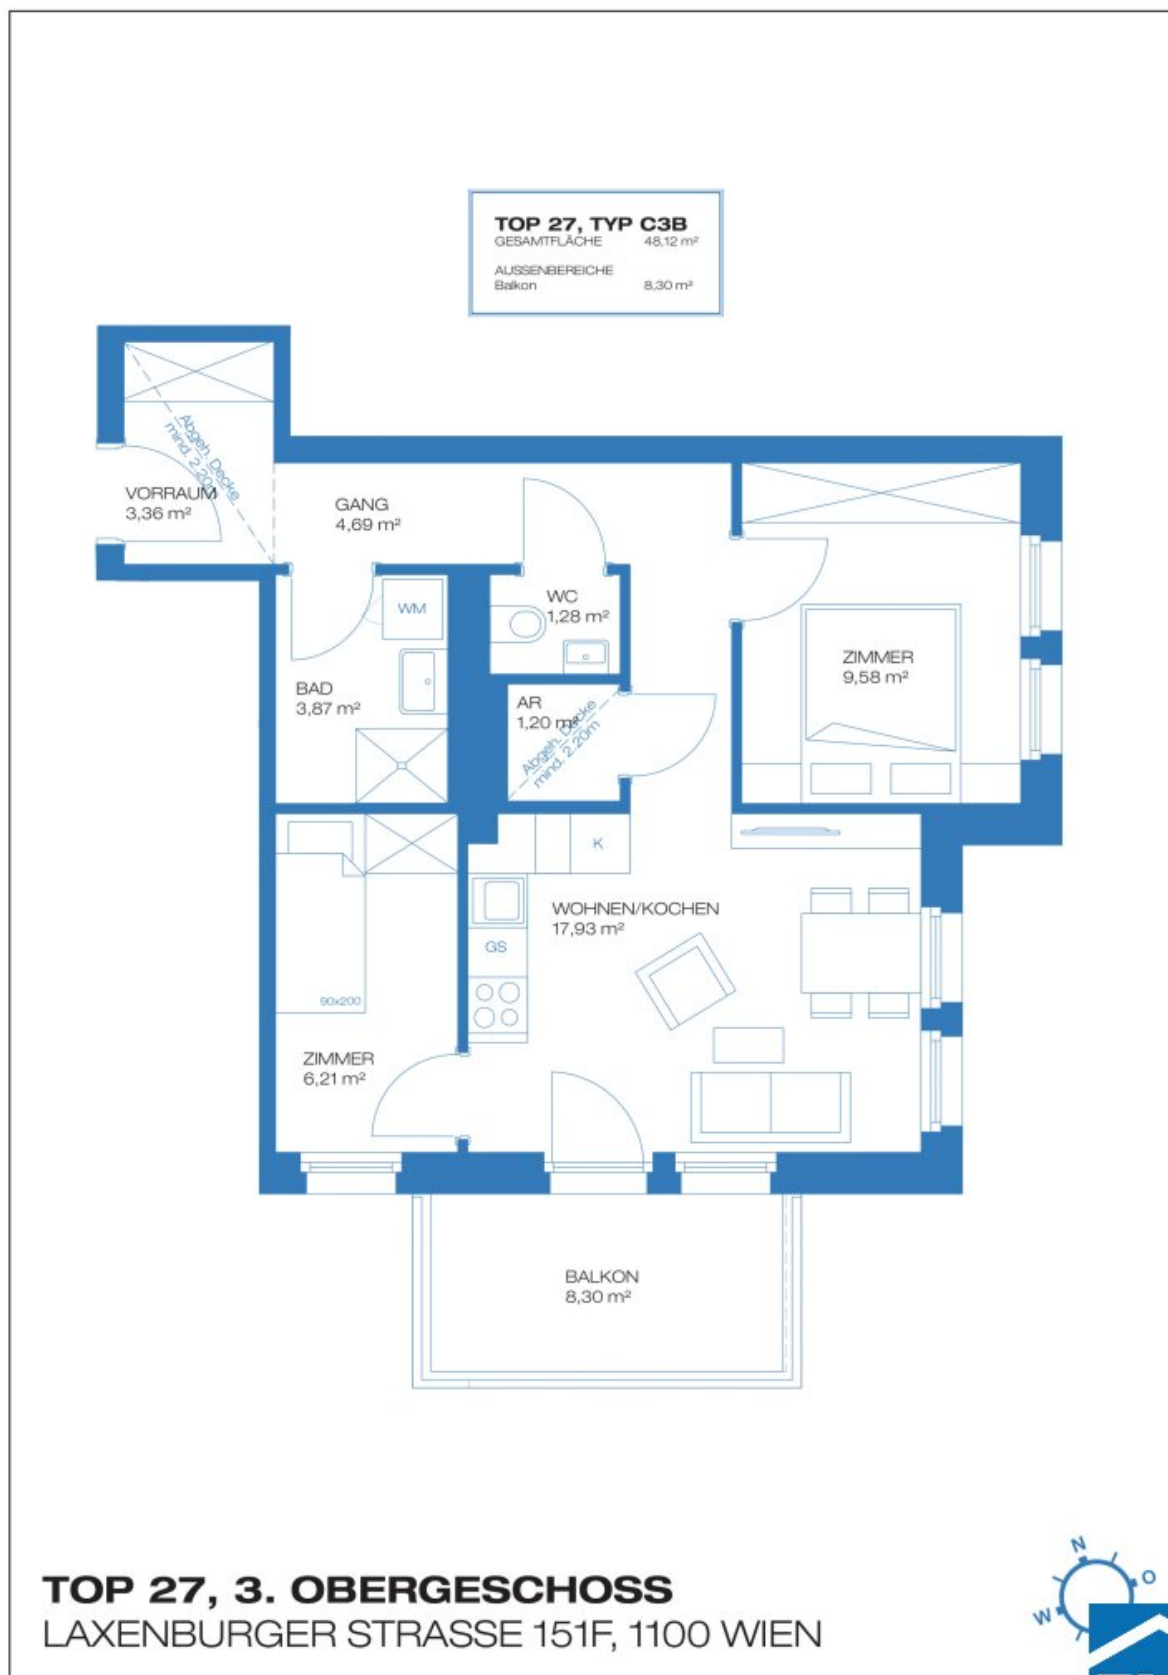 TOP 27, TYP C3B
GESAMTFLÄCHE 48,12 m²
AUSSENBEREICHE
Balkon 8,30 m²
Abgeh. Decke
mind. 2.20m
VORRAUM
3,36 m²
GANG
4,69 m²
WM
WC
1,28 m²
ZIMMER
9,58 m²
BAD
3,87 m²
AR
1,20 m²
Abgeh. Decke
mind. 2.20m
K
WOHNEN/KOCHEN
17,93 m²
GS
90x200
ZIMMER
6,21 m²
BALKON
8,30 m²
N
O
W
TOP 27, 3. OBERGESCHOSS
LAXENBURGER STRASSE 151F, 1100 WIEN